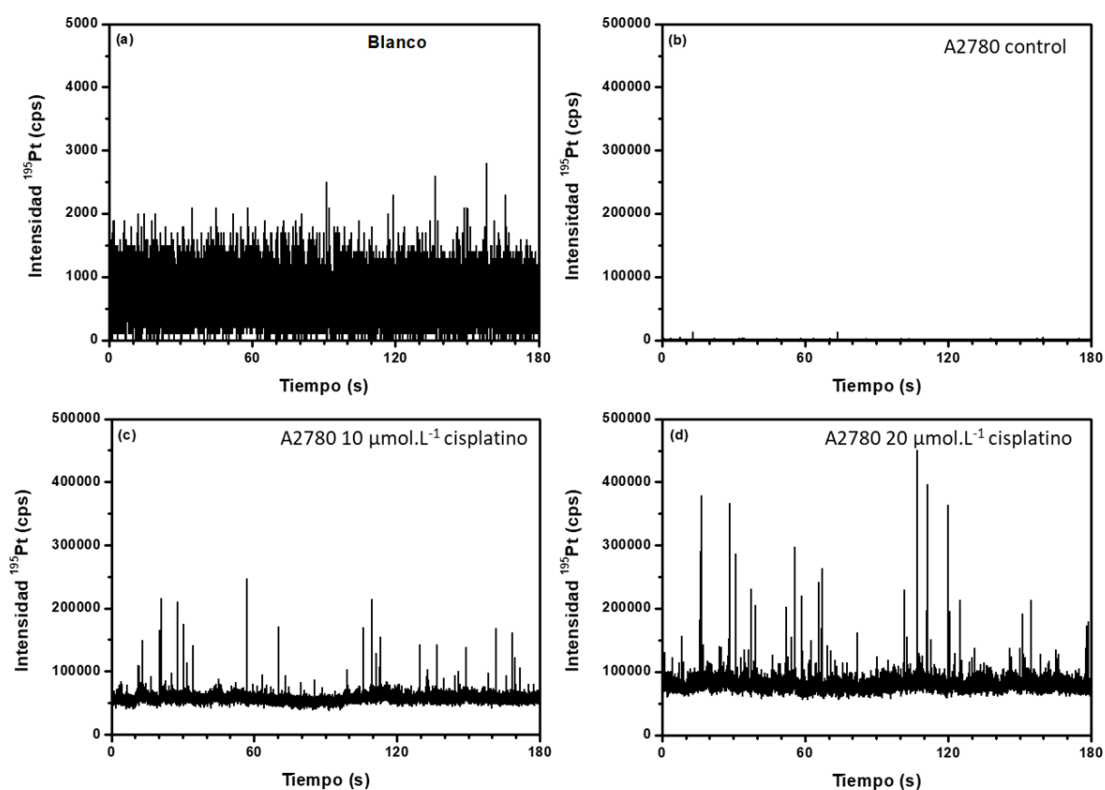 (a)
Blanco
5000
4000
3000
2000
1000
0
Intensidad ¹⁹⁵Pt (cps)
0 60 120 180
Tiempo (s)
(b)
A2780 control
500000
400000
300000
200000
100000
0
Intensitdad ¹⁹⁵Pt (cps)
0 60 120 180
Tiempo (s)
(c)
A2780 10 μmol.L⁻¹ cisplatino
500000
400000
300000
200000
100000
0
Intensidad ¹⁹⁵Pt (cps)
0 60 120 180
Tiempo (s)
(d)
A2780 20 μmol.L⁻¹ cisplatino
500000
400000
300000
200000
100000
0
Intensidad ¹⁹⁵Pt (cps)
0 60 120 180
Tiempo (s)